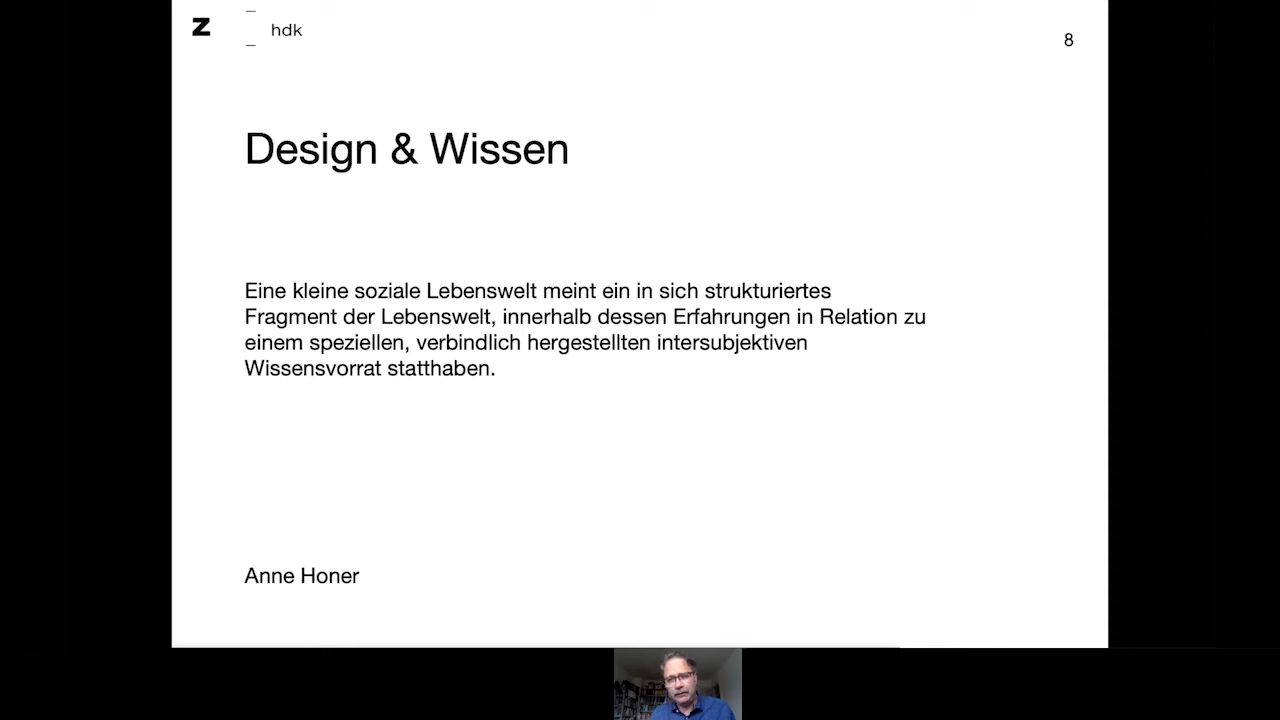 Z hdk
8
Design & Wissen
Eine kleine soziale Lebenswelt meint ein in sich strukturiertes
Fragment der Lebenswelt, innerhalb dessen Erfahrungen in Relation zu
einem speziellen, verbindlich hergestellten intersubjektiven
Wissensvorrat statthaben.
Anne Honer